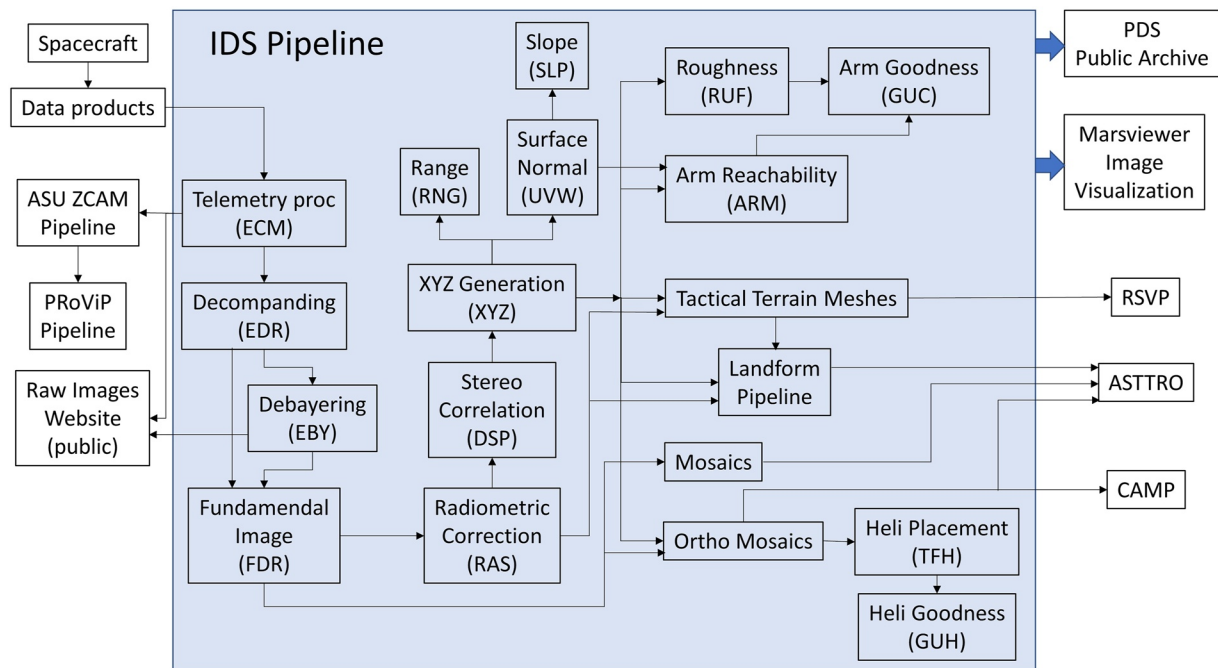 IDS Pipeline
Spacecraft
Data products
ASU ZCAM
Pipeline
PRoViP
Pipeline
Raw Images
Website
(public)
Telemetry proc
(ECM)
Decompanding
(EDR)
Debayering
(EBY)
Fundamendal
Image
(FDR)
Slope
(SLP)
Range
(RNG)
Surface
Normal
(UVW)
XYZ Generation
(XYZ)
Stereo
Correlation
(DSP)
Radiometric
Correction
(RAS)
Roughness
(RUF)
Arm Goodness
(GUC)
Arm Reachability
(ARM)
Tactical Terrain Meshes
Landform
Pipeline
Mosaics
Ortho Mosaics
Heli Placement
(TFH)
Heli Goodness
(GUH)
PDS
Public Archive
Marsviewer
Image
Visualization
RSVP
ASTTRO
CAMP